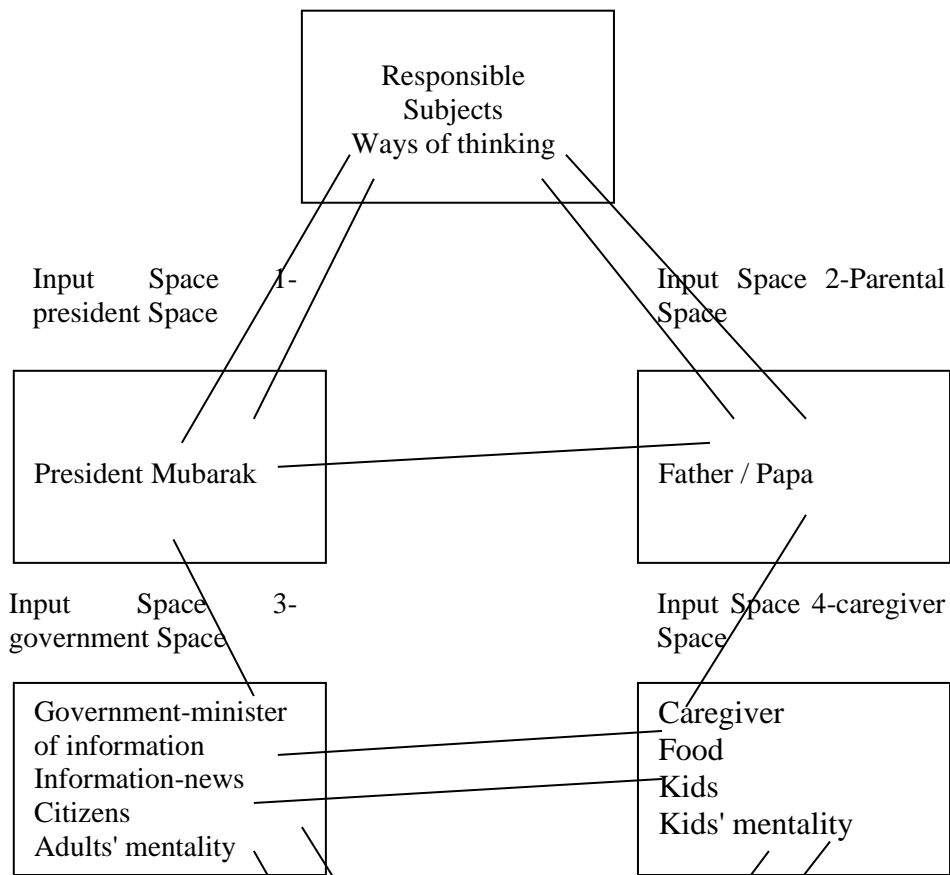 Responsible
Subjects
Ways of thinking
Input Space 1-
president Space
Input Space 2-Parental
Space
President Mubarak
Father / Papa
Input Space 3-
government Space
Input Space 4-caregiver
Space
Government-minister
of information
Information-news
Citizens
Adults' mentality
Caregiver
Food
Kids
Kids' mentality